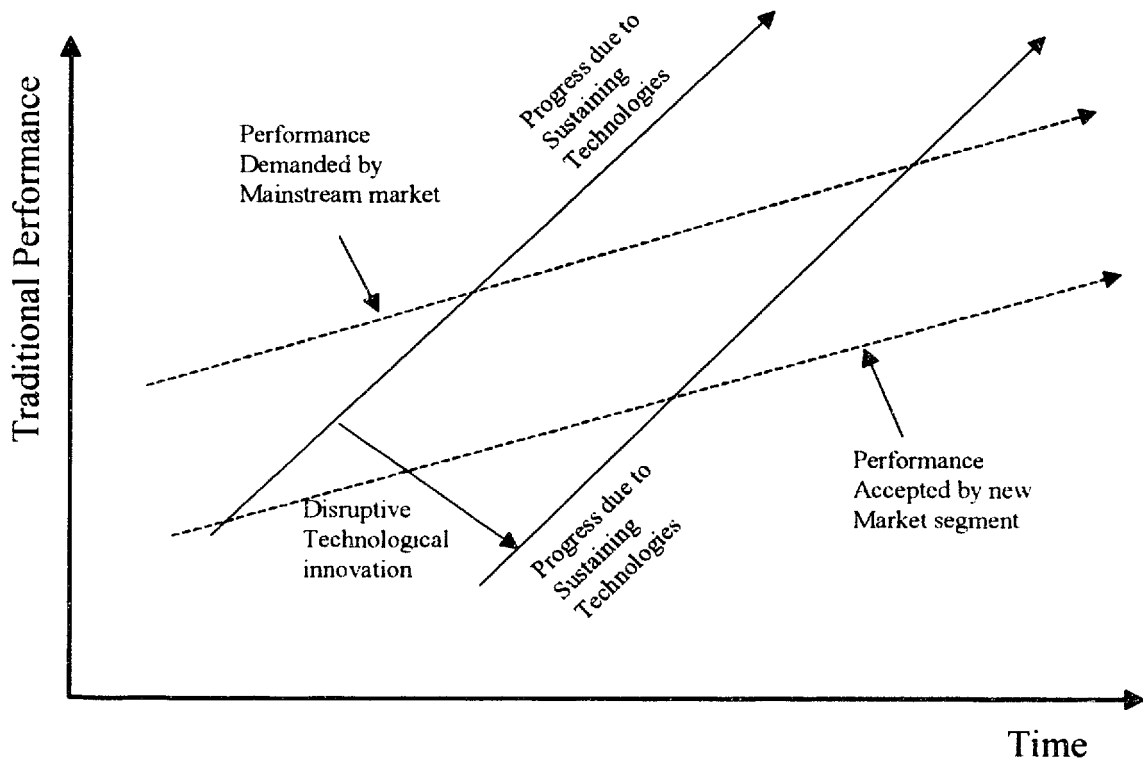 Traditional Performance
Performance
Demanded by
Mainstream market
Progress due to
Sustaining
Technologies
Disruptive
Technological
innovation
Progress due to
Sustaining
Technologies
Performance
Accepted by new
Market segment
Time